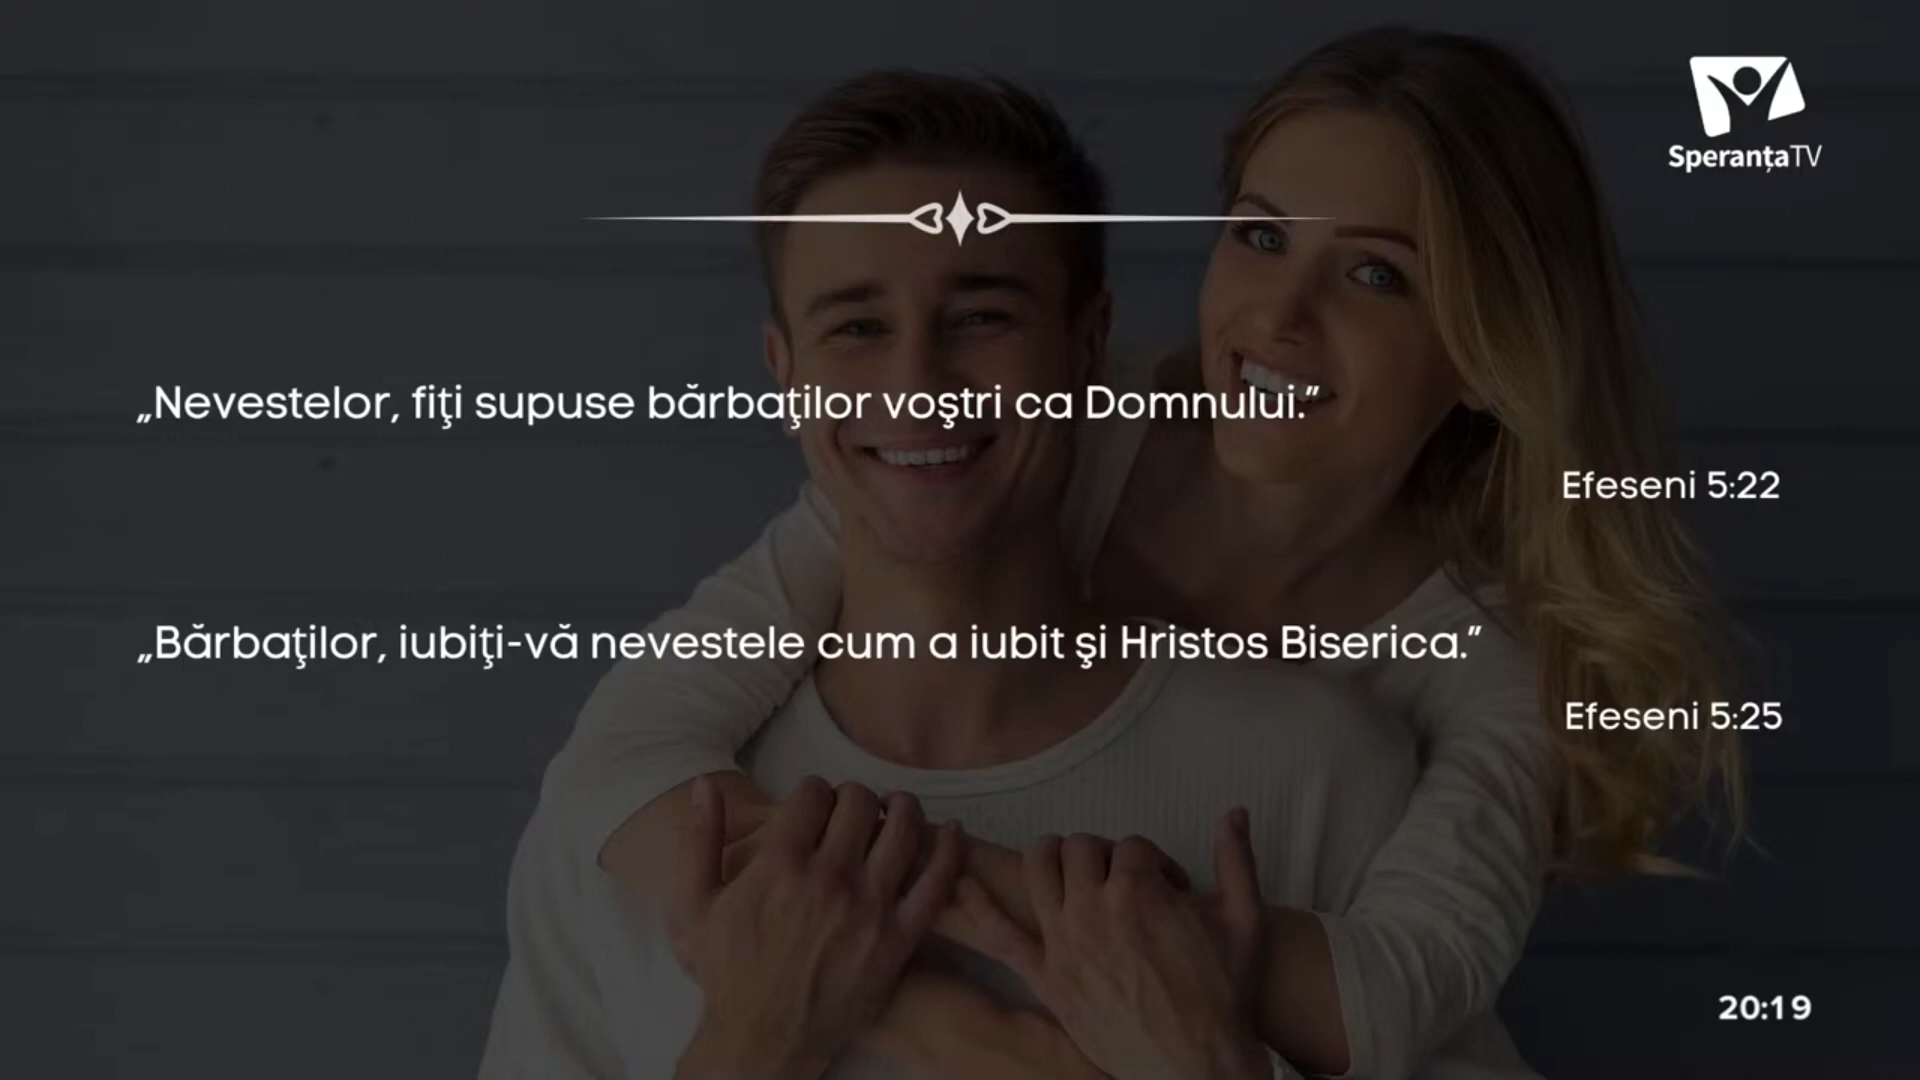 SperanțaTV
„Nevestelor, fiţi supuse bărbaţilor voştri ca Domnului.”
Efeseni 5:22
„Bărbaţilor, iubiţi-vă nevestele cum a iubit şi Hristos Biserica.”
Efeseni 5:25
20:19